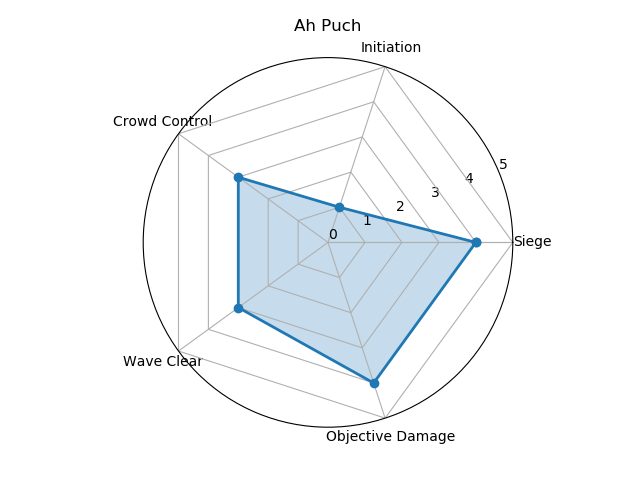 Ah Puch
Initiation
Crowd Control
5
4
3
2
1
0
Siege
Wave Clear
Objective Damage